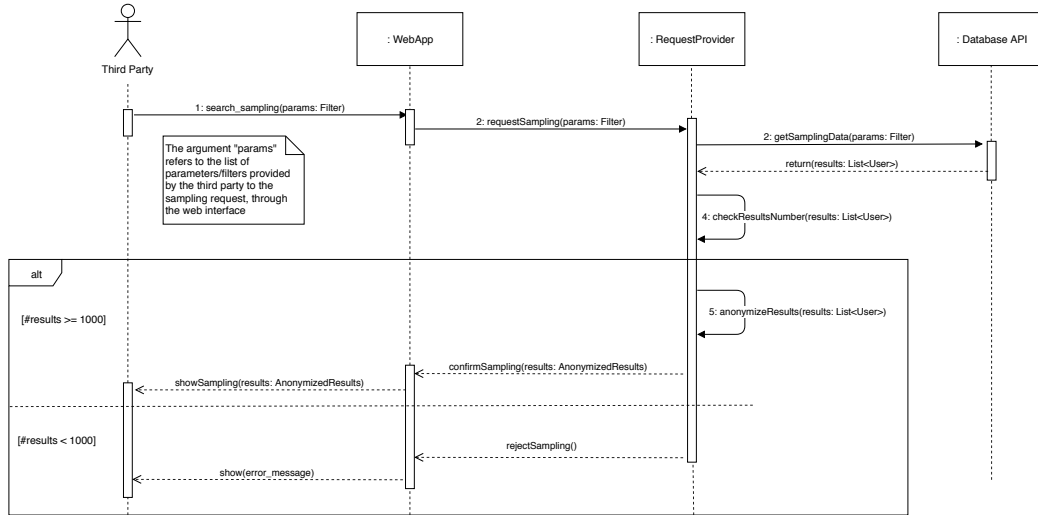 Third Party
: WebApp
: RequestProvider
: Database API
1: search_sampling(params: Filter)
2: requestSampling(params: Filter)
2: getSamplingData(params: Filter)
The argument "params"
refers to the list of
parameters/filters provided
by the third party to the
sampling request, through
the web interface
return(results: List<User>)
4: checkResultsNumber(results: List<User>)
alt
[#results >= 1000]
5: anonymizeResults(results: List<User>)
confirmSampling(results: AnonymizedResults)
showSampling(results: AnonymizedResults)
[#results < 1000]
rejectSampling()
show(error_message)